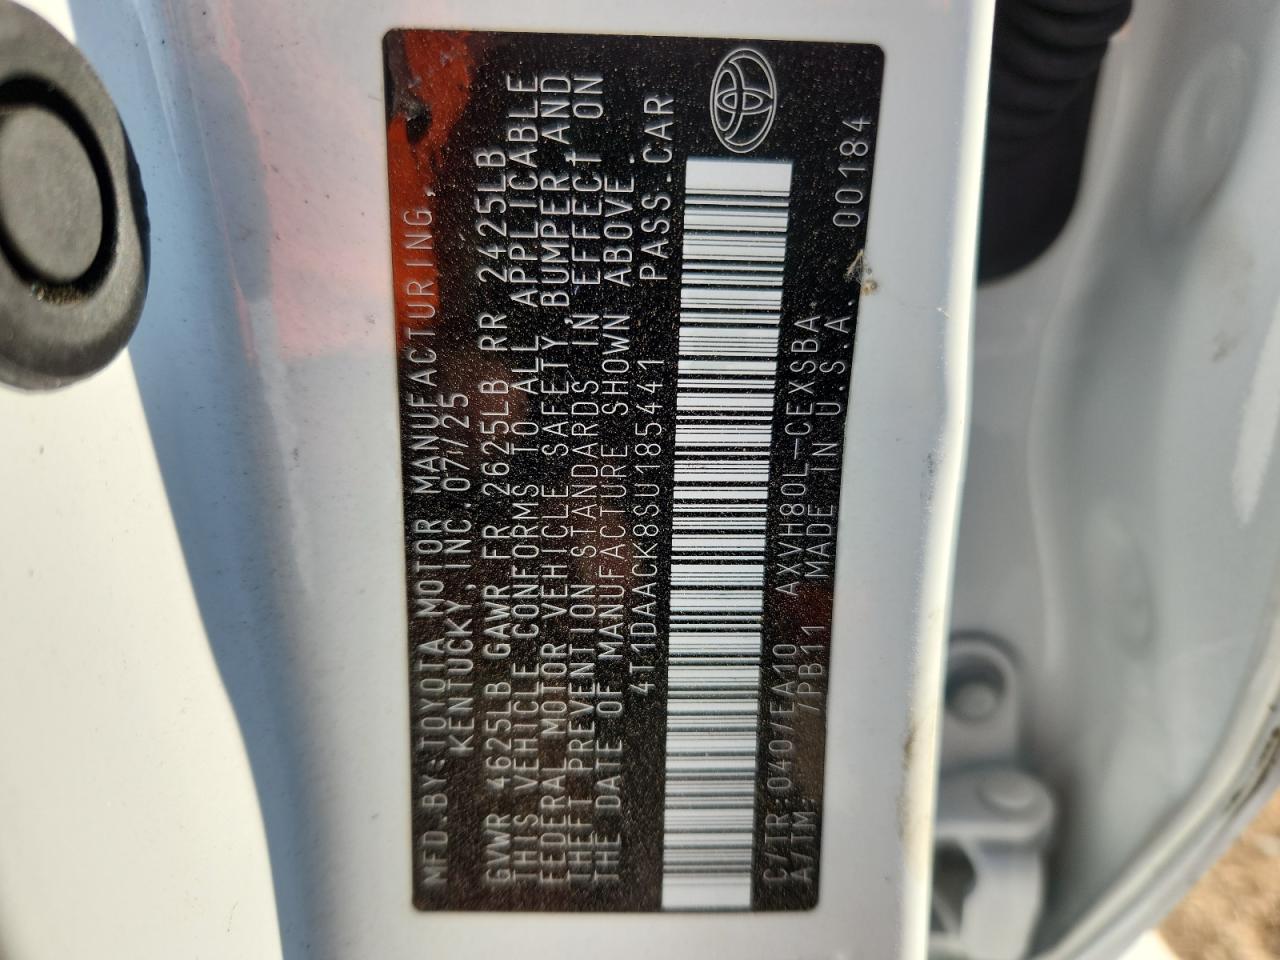 MFD.BY:TOYOTA MOTOR MANUFACTURING
KENTUCKY,INC.07/25
GVWR 4625LB GAWR FR 2625LB RR 2425LB
THIS VEHICLE CONFORMS TO ALL APPLICABLE
FEDERAL MOTOR VEHICLE SAFETY, BUMPER AND
THEFT PREVENTION STANDARDS IN EFFECT ON
THE DATE OF MANUFACTURE SHOWN ABOVE.
4T1DAACK8SU185441 PASS.CAR
C/TR:040/EA10 AXVH80L-CEXSBA
A/TM: /PB11 MADE IN U.S.A. 00184